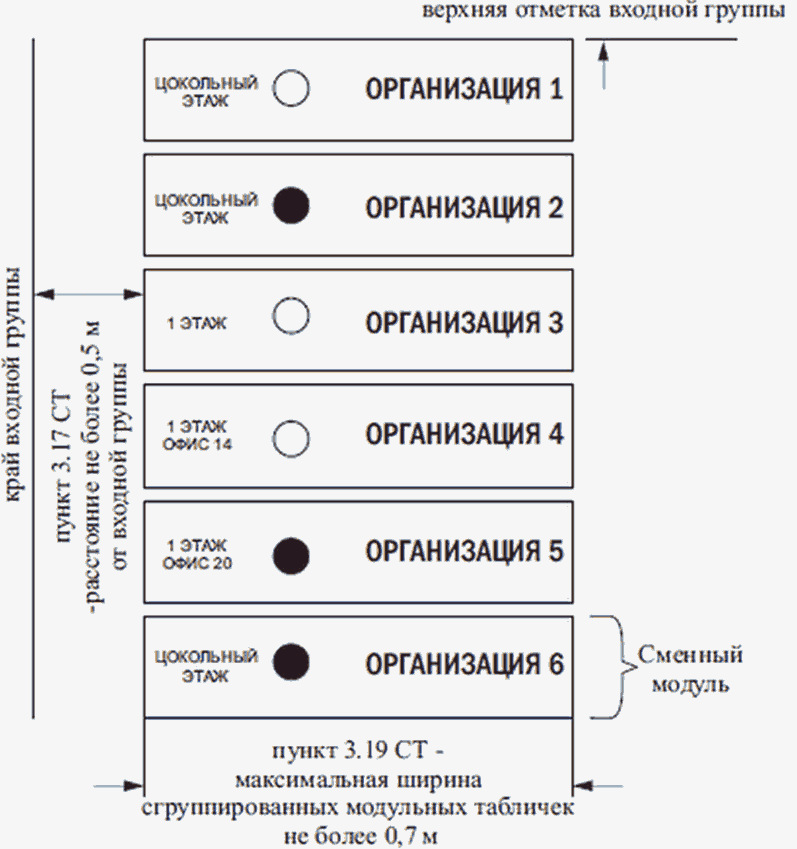 верхняя отметка входной группы
ЦОКОЛЬНЫЙ
ЭТАЖ
ОРГАНИЗАЦИЯ 1
ЦОКОЛЬНЫЙ
ЭТАЖ
ОРГАНИЗАЦИЯ 2
1 ЭТАЖ
ОРГАНИЗАЦИЯ 3
1 ЭТАЖ
ОФИС 14
ОРГАНИЗАЦИЯ 4
1 ЭТАЖ
ОФИС 20
ОРГАНИЗАЦИЯ 5
ЦОКОЛЬНЫЙ
ЭТАЖ
ОРГАНИЗАЦИЯ 6
край входной группы
пункт 3.17 СТ
-расстояние не более 0,5 м
от входной группы
Сменный
модуль
пункт 3.19 СТ -
максимальная ширина
сгруппированных модульных табличек
не более 0,7 м